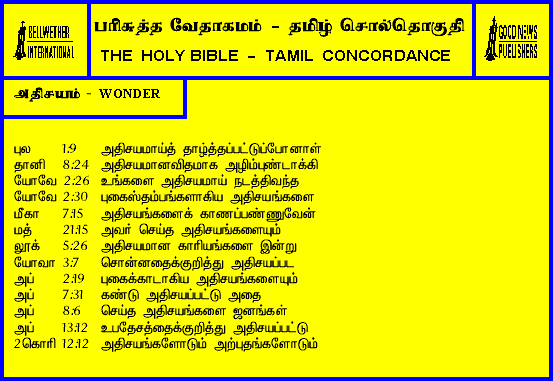 BELLWETHER
INTERNATIONAL
பரிசுத்த வேதாகமம் - தமிழ் சொல்தொகுதி
THE HOLY BIBLE - TAMIL CONCORDANCE
GOOD NEWS
PUBLISHERS
அதிசயம் - WONDER
புல 1:9 அதிசயமாய்த் தாழ்த்தப்பட்டுப்போனாள்
தானி 8:24 அதிசயமானவிதமாக அழிம்புண்டாக்கி
யோவே 2:26 உங்களை அதிசயமாய் நடத்திவந்த
யோவே 2:30 புகைஸ்தம்பங்களாகிய அதிசயங்களை
மீகா 7:15 அதிசயங்களைக் காணப்பண்ணுவேன்
மத் 21:15 அவர் செய்த அதிசயங்களையும்
லூக் 5:26 அதிசயமான காரியங்களை இன்று
யோவா 3:7 சொன்னதைக்குறித்து அதிசயப்பட
அப் 2:19 புகைக்காடாகிய அதிசயங்களையும்
அப் 7:31 கண்டு அதிசயப்பட்டு அதை
அப் 8:6 செய்த அதிசயங்களை ஜனங்கள்
அப் 13:12 உபதேசத்தைக்குறித்து அதிசயப்பட்டு
2கொரி 12:12 அதிசயங்களோடும் அற்புதங்களோடும்